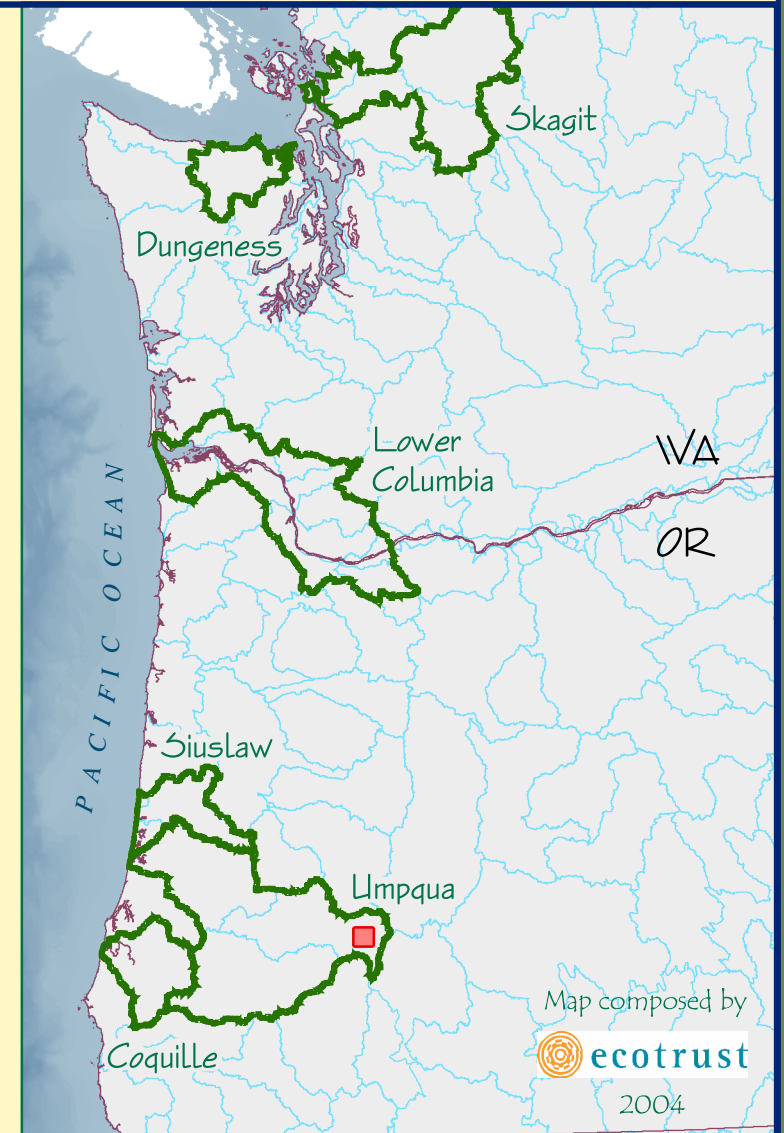 Skagit
Dungeness
Lower
Columbia
WA
OR
PACIFIC OCEAN
Siuslaw
Umpqua
Coquille
Map composed by
ecotrust
2004